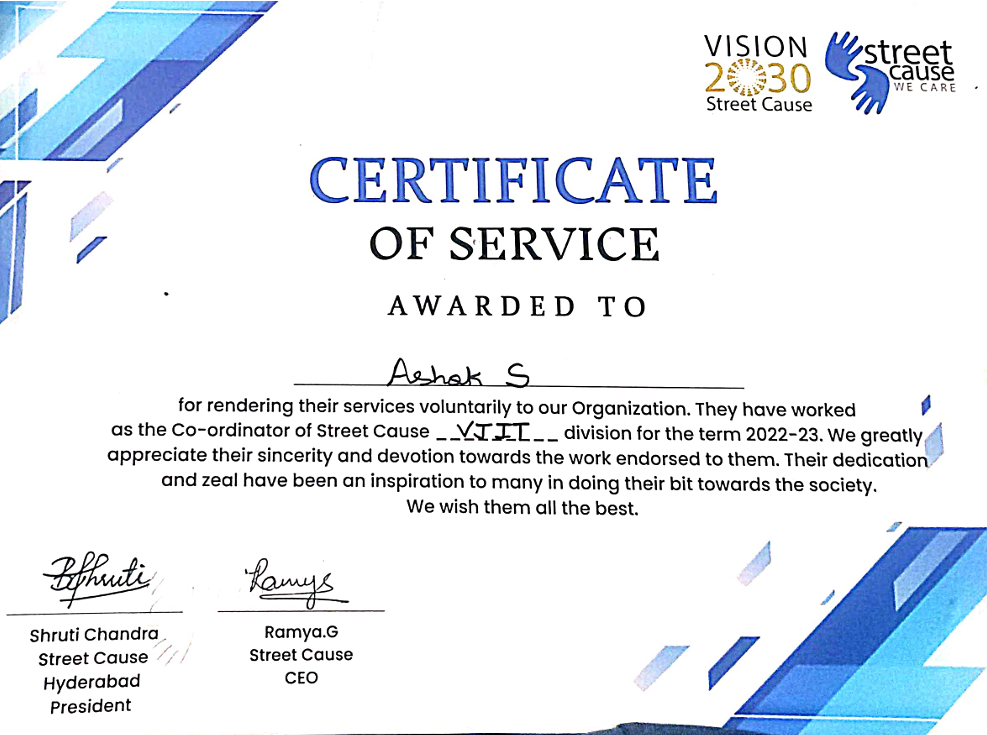 VISION
2030
Street Cause
street
cause
WE CARE
CERTIFICATE
OF SERVICE
AWARDED TO
Ashok S
for rendering their services voluntarily to our Organization. They have worked
as the Co-ordinator of Street Cause __VIIT__ division for the term 2022-23. We greatly
appreciate their sincerity and devotion towards the work endorsed to them. Their dedication
and zeal have been an inspiration to many in doing their bit towards the society.
We wish them all the best.
BShruti
Ramya
Shruti Chandra
Street Cause
Hyderabad
President
Ramya.G
Street Cause
CEO